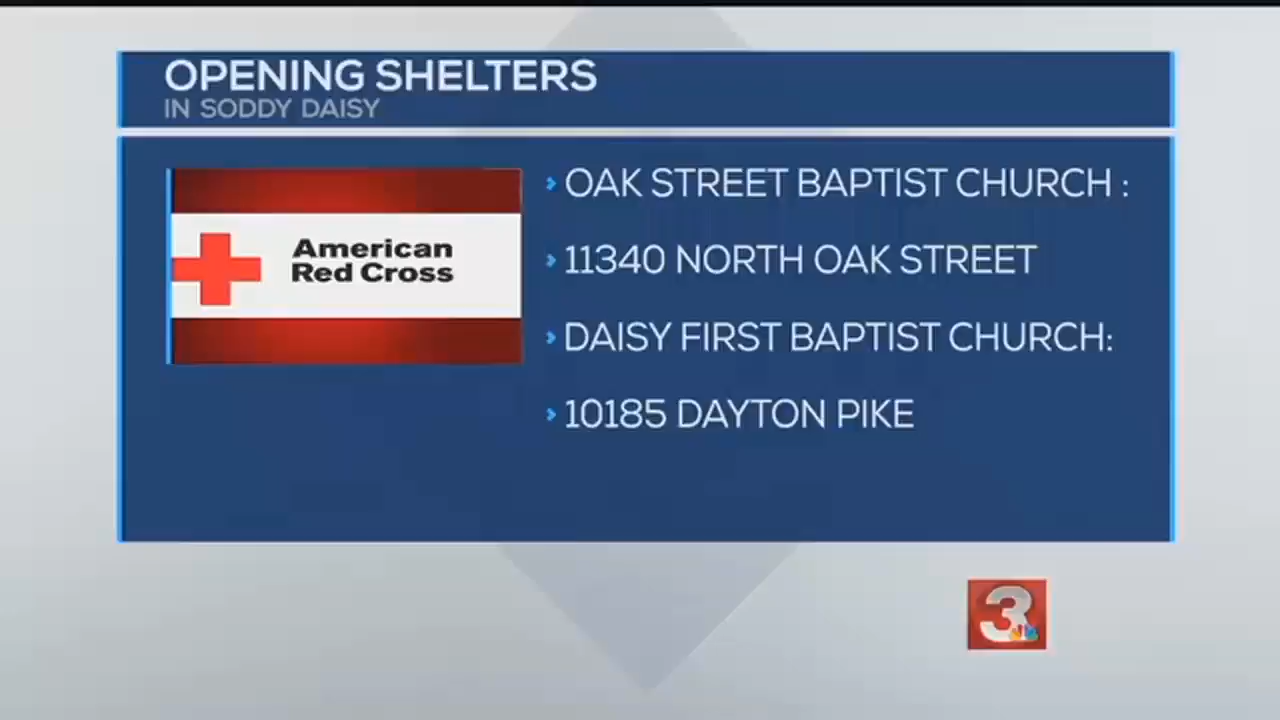 OPENING SHELTERS
IN SODDY DAISY
American
Red Cross
OAK STREET BAPTIST CHURCH :
11340 NORTH OAK STREET
DAISY FIRST BAPTIST CHURCH:
10185 DAYTON PIKE
3